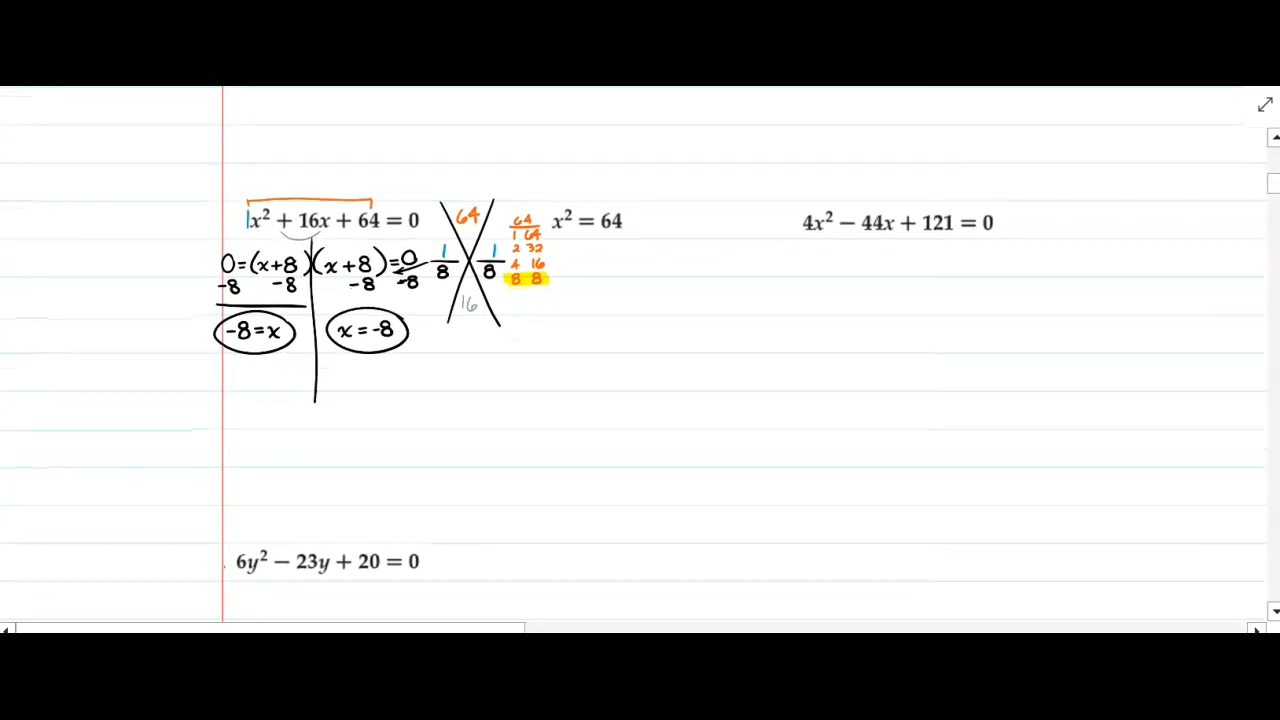 1x² + 16x + 64 = 0
0=(x+8)(x+8)=0
-8 -8 -8 -8
-8=x x=-8
64
1 1
8 8
16
64
1 64
2 32
4 16
8 8
x² = 64
4x² − 44x + 121 = 0
6y² − 23y + 20 = 0